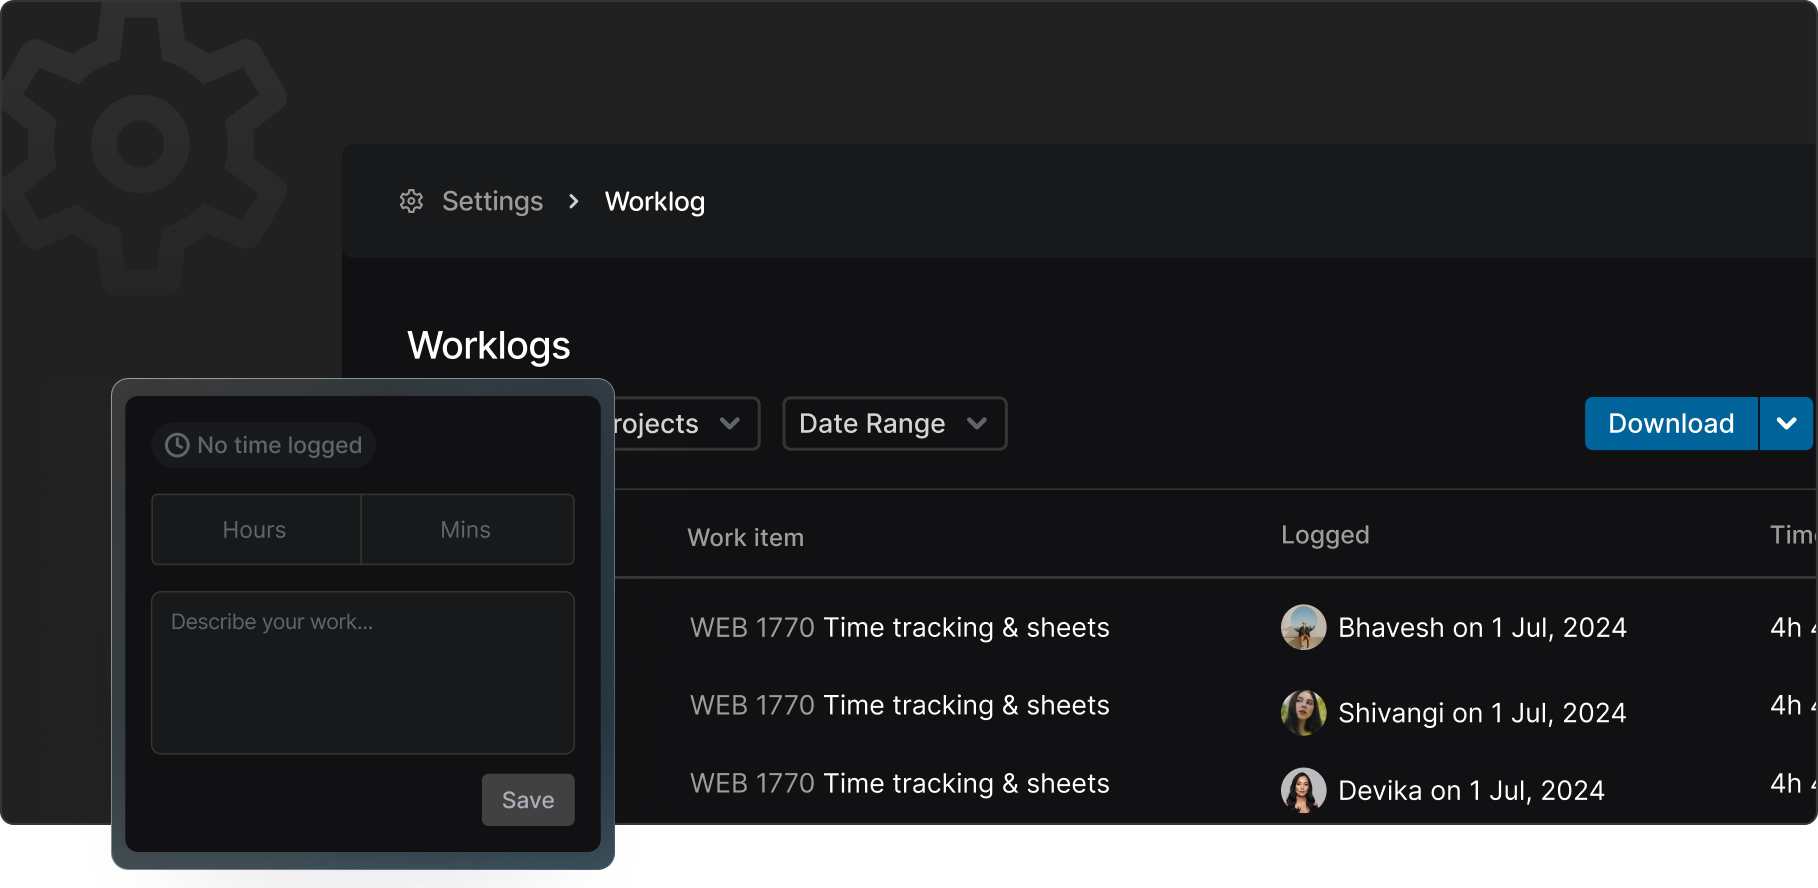 Settings > Worklog
Worklogs
rojects
Date Range
Download
No time logged
Hours
Mins
Describe your work...
Save
Work item
Logged
Tim
WEB 1770 Time tracking & sheets
Bhavesh on 1 Jul, 2024
4h
WEB 1770 Time tracking & sheets
Shivangi on 1 Jul, 2024
4h
WEB 1770 Time tracking & sheets
Devika on 1 Jul, 2024
4h